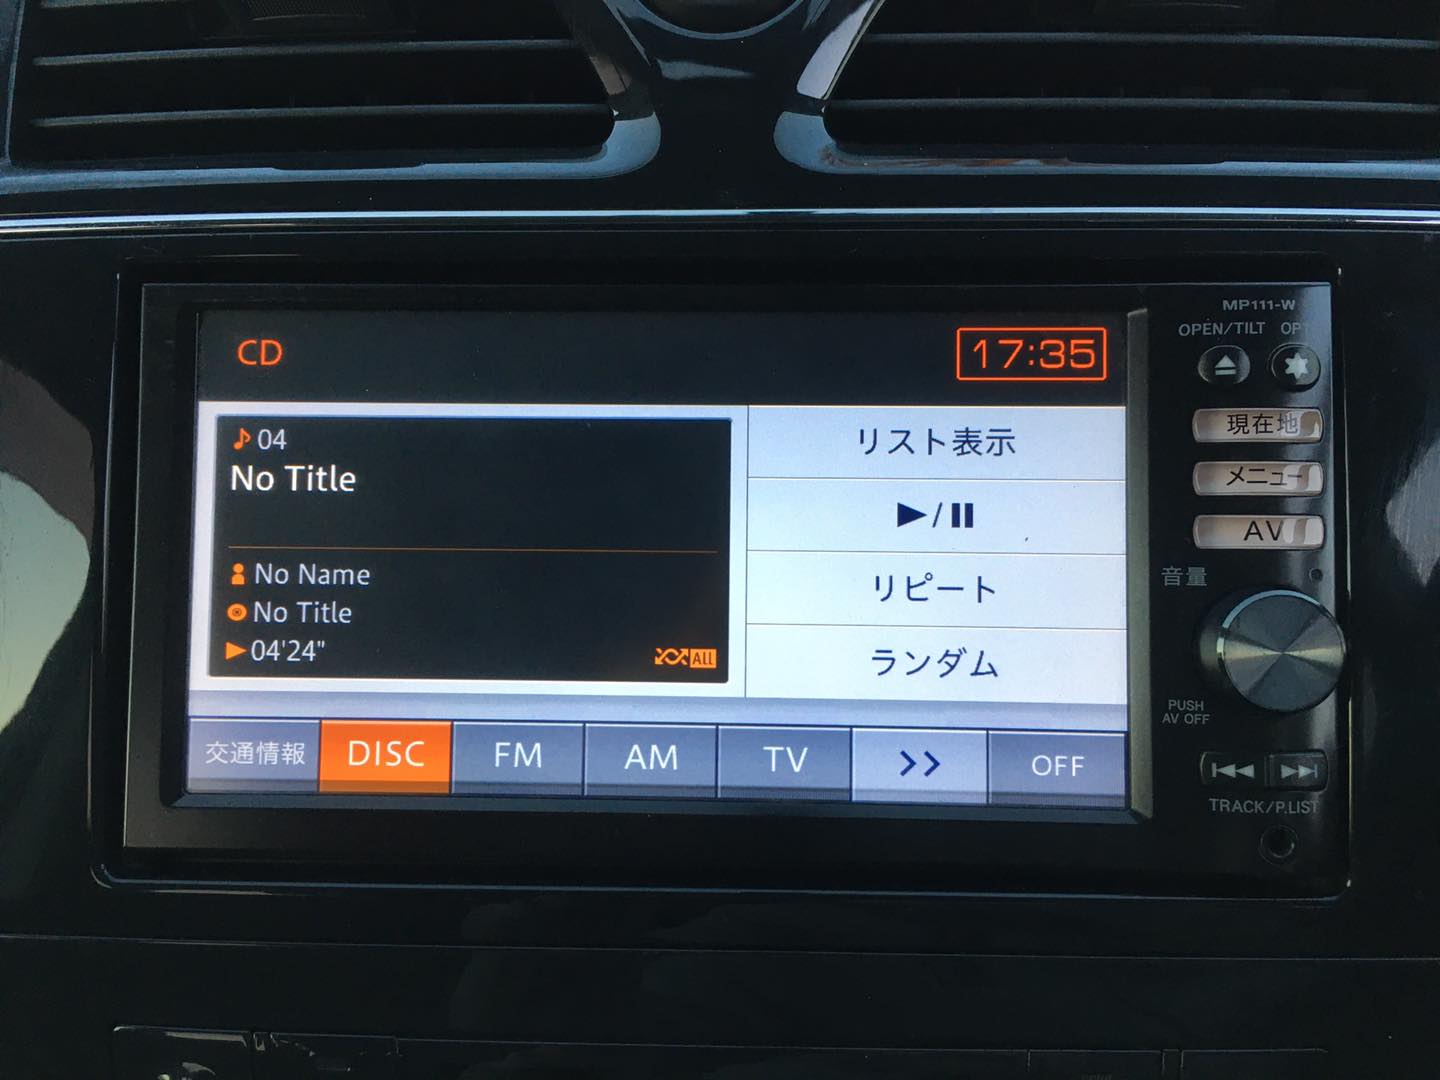 MP111-W
OPEN/TILT
CD
17:35
04
No Title
No Name
No Title
04'24"
ALL
リスト表示
▶/❚❚
リピート
ランダム
交通情報
DISC
FM
AM
TV
>>
OFF
現在地
メニュー
AV
音量
PUSH
AV OFF
TRACK/P.LIST